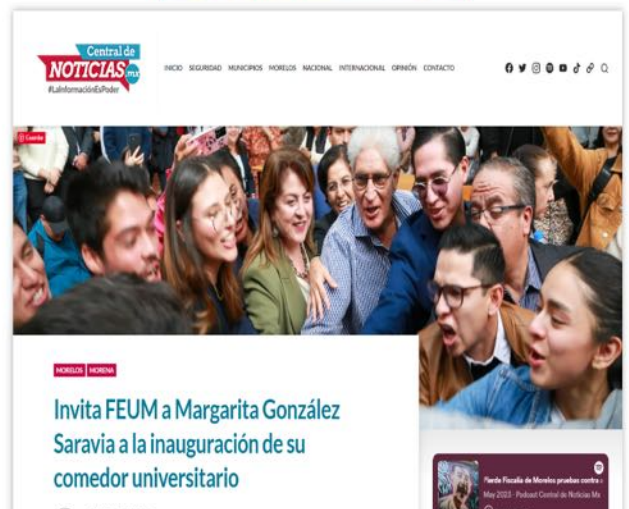 Central de
NOTICIAS.mx
#LaInformaciónEsPoder
INICIO SEGURIDAD MUNICIPIOS MORELOS NACIONAL INTERNACIONAL OPINIÓN CONTACTO
Guardar
MORELOS MORENA
Invita FEUM a Margarita González
Saravia a la inauguración de su
comedor universitario
Pierde Fiscalía de Morelos pruebas contra
May 2023 · Podcast Central de Noticias Mx